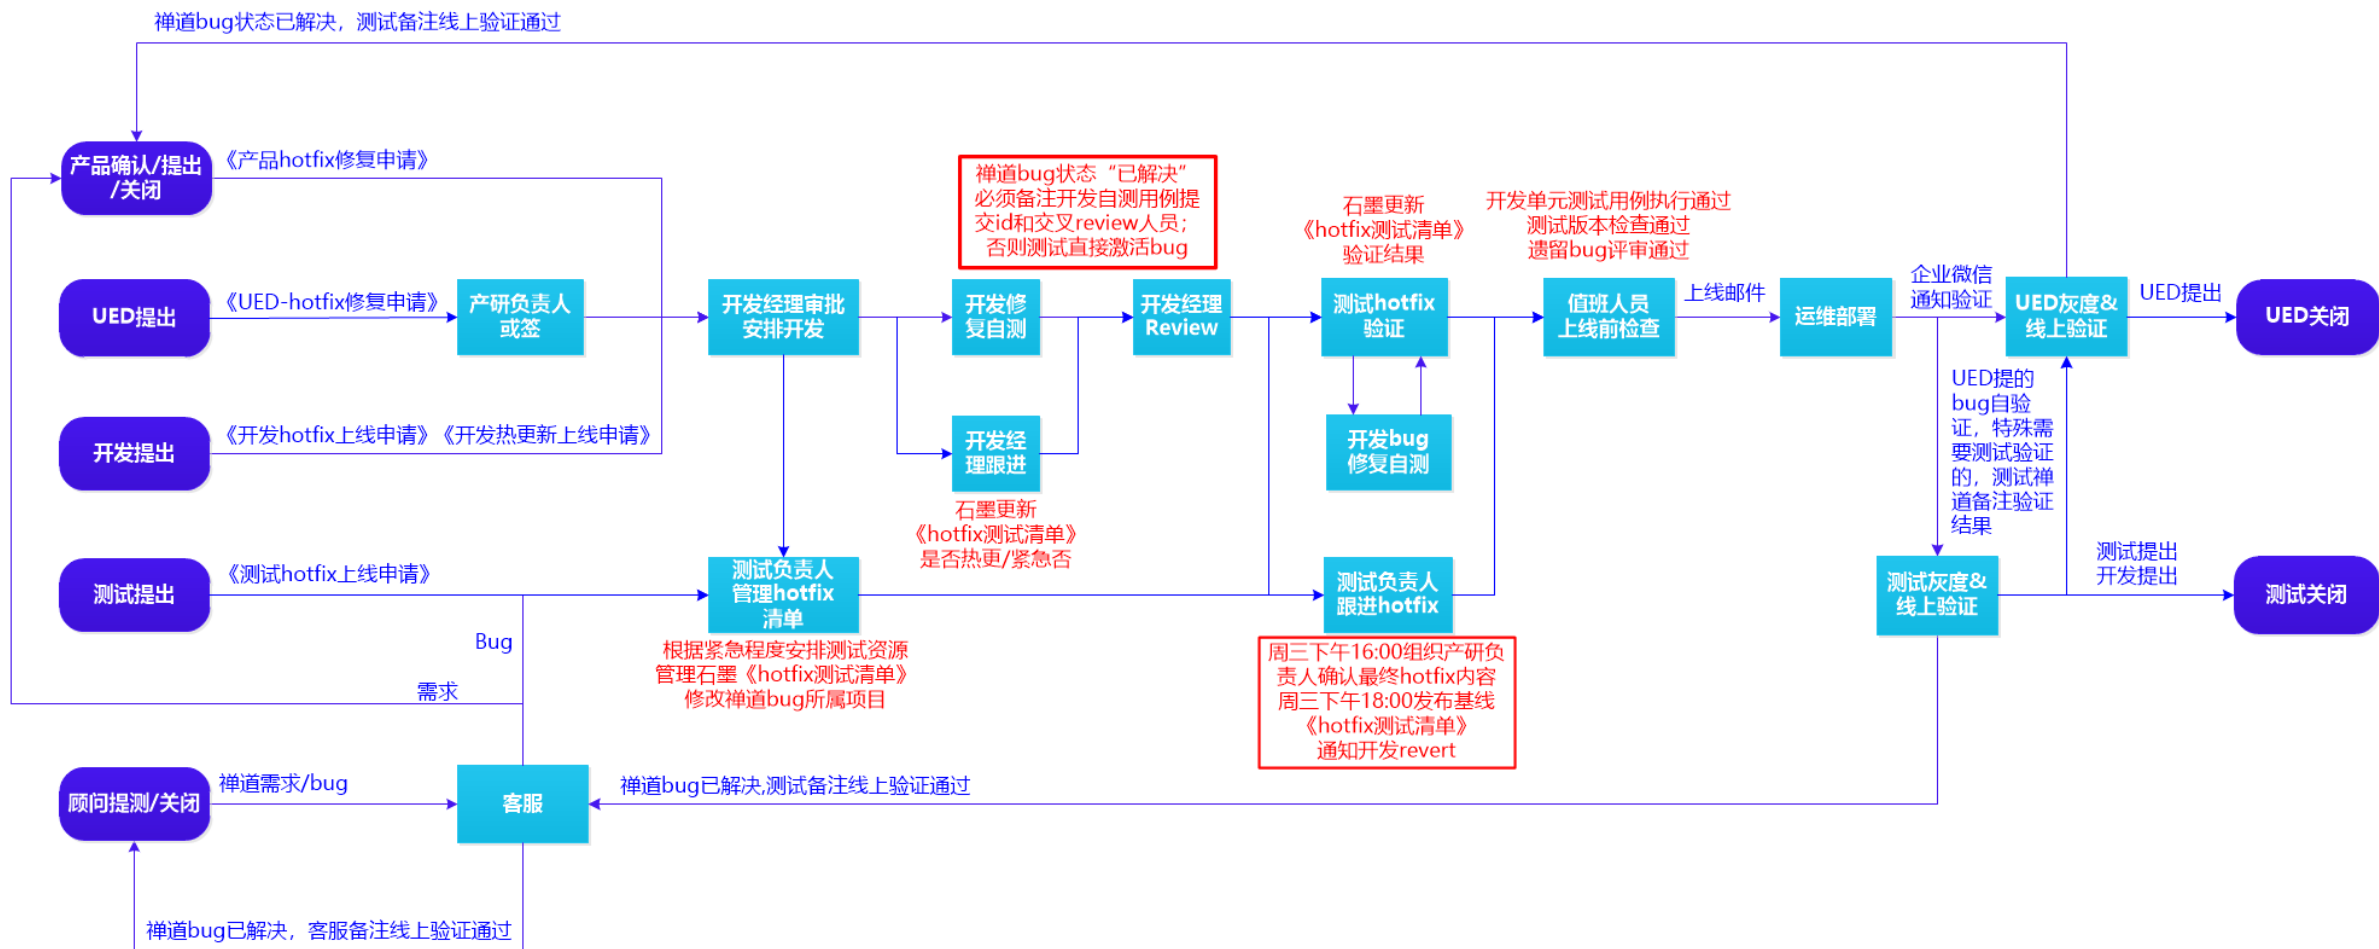 禅道bug状态已解决，测试备注线上验证通过
产品确认/提出
/关闭
《产品hotfix修复申请》
禅道bug状态“已解决“
必须备注开发自测用例提
交id和交叉review人员；
否则测试直接激活bug
石墨更新
《hotfix测试清单》
验证结果
开发单元测试用例执行通过
测试版本检查通过
遗留bug评审通过
UED提出
《UED-hotfix修复申请》
产研负责人
或签
开发经理审批
安排开发
开发修
复自测
开发经理
Review
测试hotfix
验证
值班人员
上线前检查
上线邮件
运维部署
企业微信
通知验证
UED灰度&
线上验证
UED提出
UED关闭
开发提出
《开发hotfix上线申请》《开发热更新上线申请》
开发经
理跟进
石墨更新
《hotfix测试清单》
是否热更/紧急否
开发bug
修复自测
UED提的
bug自验
证，特殊需
要测试验证
的，测试禅
道备注验证
结果
测试提出
《测试hotfix上线申请》
测试负责人
管理hotfix
清单
根据紧急程度安排测试资源
管理石墨《hotfix测试清单》
修改禅道bug所属项目
测试负责人
跟进hotfix
周三下午16:00组织产研负
责人确认最终hotfix内容
周三下午18:00发布基线
《hotfix测试清单》
通知开发revert
测试灰度&
线上验证
测试提出
开发提出
测试关闭
Bug
需求
顾问提测/关闭
禅道需求/bug
客服
禅道bug已解决,测试备注线上验证通过
禅道bug已解决，客服备注线上验证通过